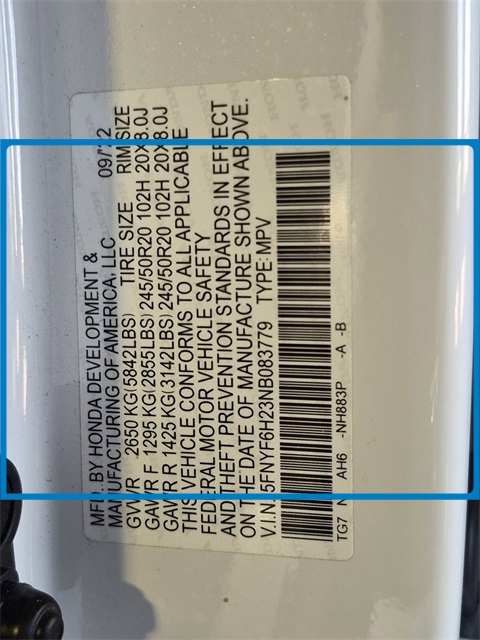 MFD. BY HONDA DEVELOPMENT & 
MANUFACTURING OF AMERICA, LLC 09/22
GVWR 2650 KG(5842LBS) TIRE SIZE RIM SIZE
GAWR F 1295 KG(2855LBS) 245/50R20 102H 20X8.0J
GAWR R 1425 KG(3142LBS) 245/50R20 102H 20X8.0J
THIS VEHICLE CONFORMS TO ALL APPLICABLE
FEDERAL MOTOR VEHICLE SAFETY
AND THEFT PREVENTION STANDARDS IN EFFECT
ON THE DATE OF MANUFACTURE SHOWN ABOVE.
V.I.N. 5FNYF6H23NB083779 TYPE: MPV
TG7 AH6 -NH883P -A -B